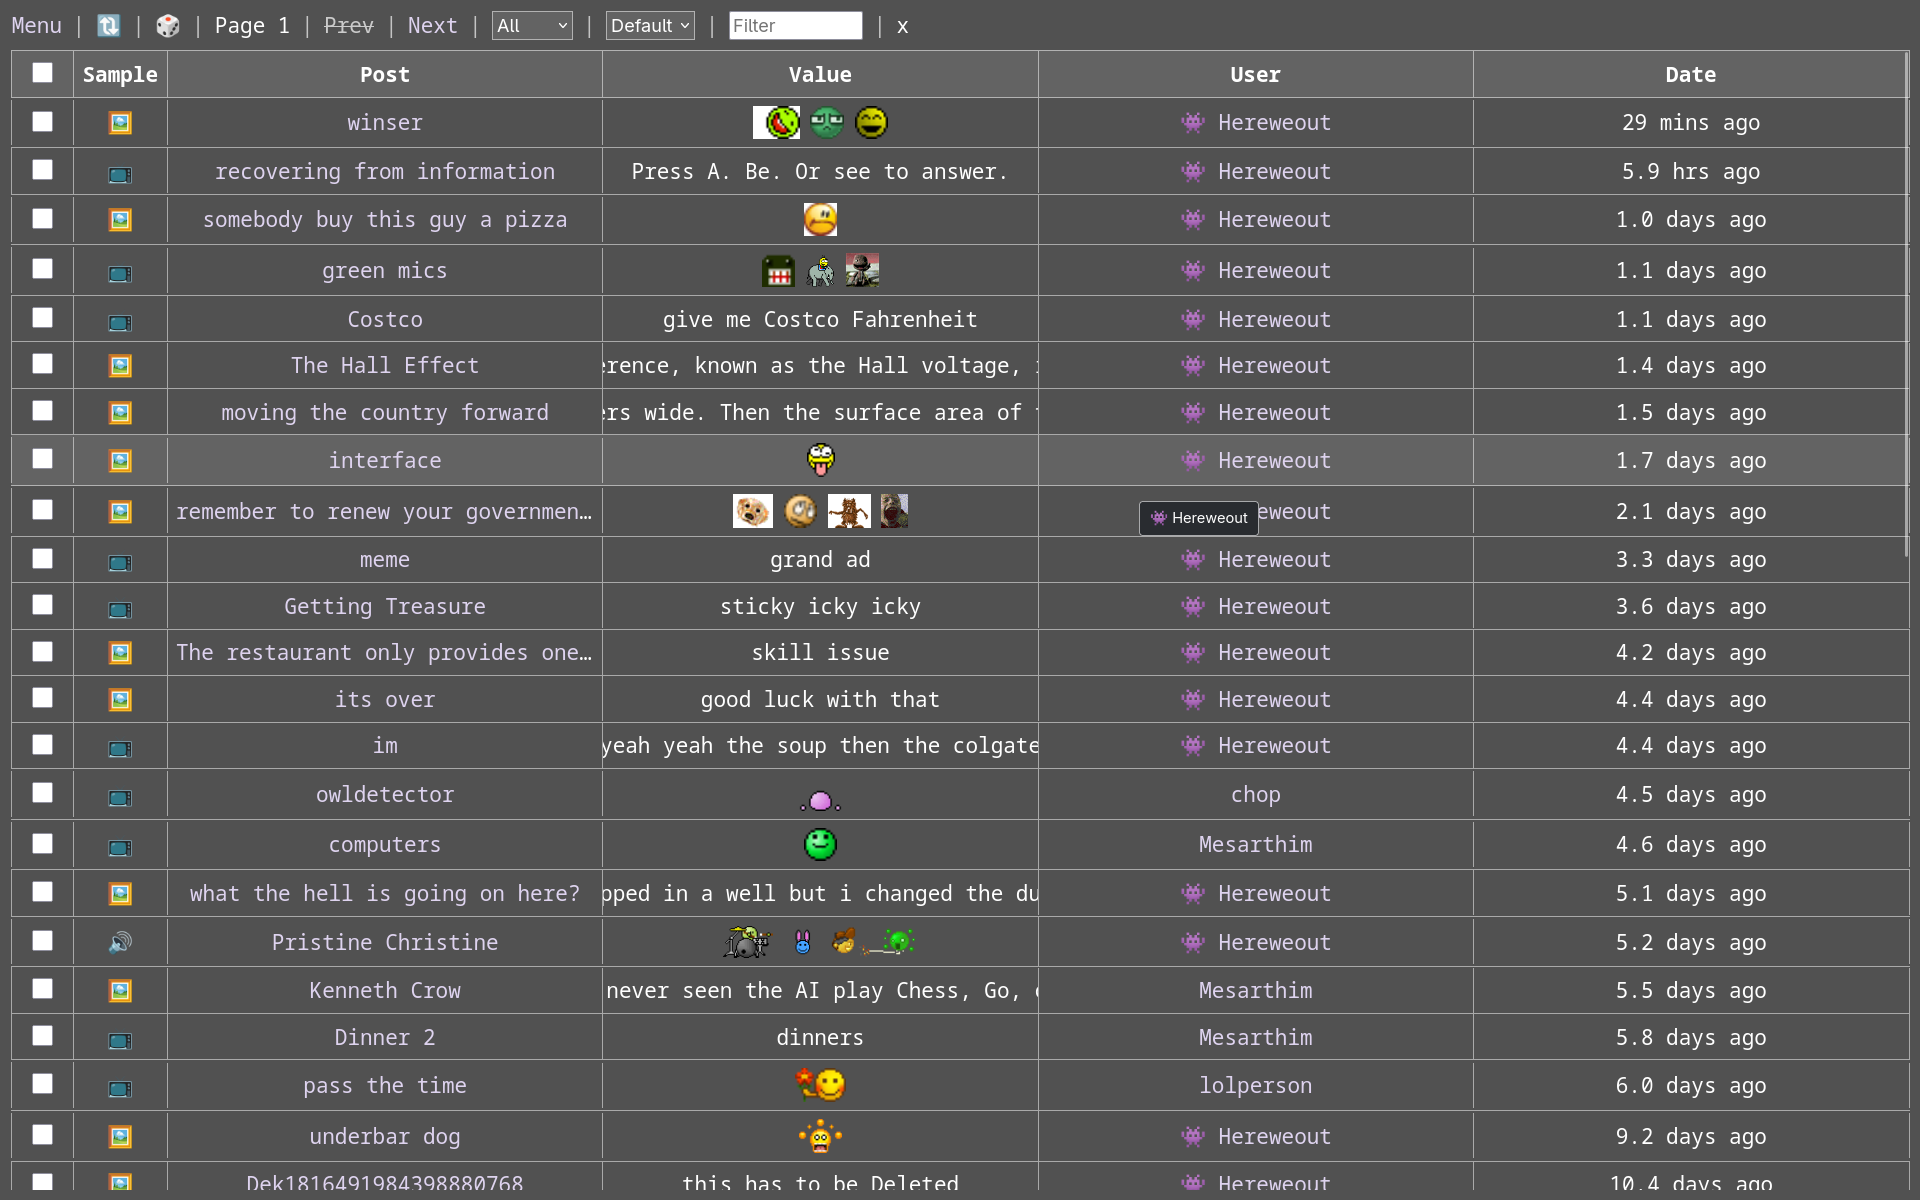 Menu | | | Page 1 | Prev | Next | All | Default | Filter | x
Sample Post Value User Date
winser Hereweout 29 mins ago
recovering from information Press A. Be. Or see to answer. Hereweout 5.9 hrs ago
somebody buy this guy a pizza Hereweout 1.0 days ago
green mics Hereweout 1.1 days ago
Costco give me Costco Fahrenheit Hereweout 1.1 days ago
The Hall Effect erence, known as the Hall voltage, Hereweout 1.4 days ago
moving the country forward ers wide. Then the surface area of Hereweout 1.5 days ago
interface Hereweout 1.7 days ago
remember to renew your governmen… eweout 2.1 days ago
Hereweout
meme grand ad Hereweout 3.3 days ago
Getting Treasure sticky icky icky Hereweout 3.6 days ago
The restaurant only provides one… skill issue Hereweout 4.2 days ago
its over good luck with that Hereweout 4.4 days ago
im yeah yeah the soup then the colgate Hereweout 4.4 days ago
owldetector chop 4.5 days ago
computers Mesarthim 4.6 days ago
what the hell is going on here? pped in a well but i changed the du Hereweout 5.1 days ago
Pristine Christine Hereweout 5.2 days ago
Kenneth Crow never seen the AI play Chess, Go, Mesarthim 5.5 days ago
Dinner 2 dinners Mesarthim 5.8 days ago
pass the time lolperson 6.0 days ago
underbar dog Hereweout 9.2 days ago
Dek1816491984398880768 this has to be Deleted Hereweout 10.4 days ago